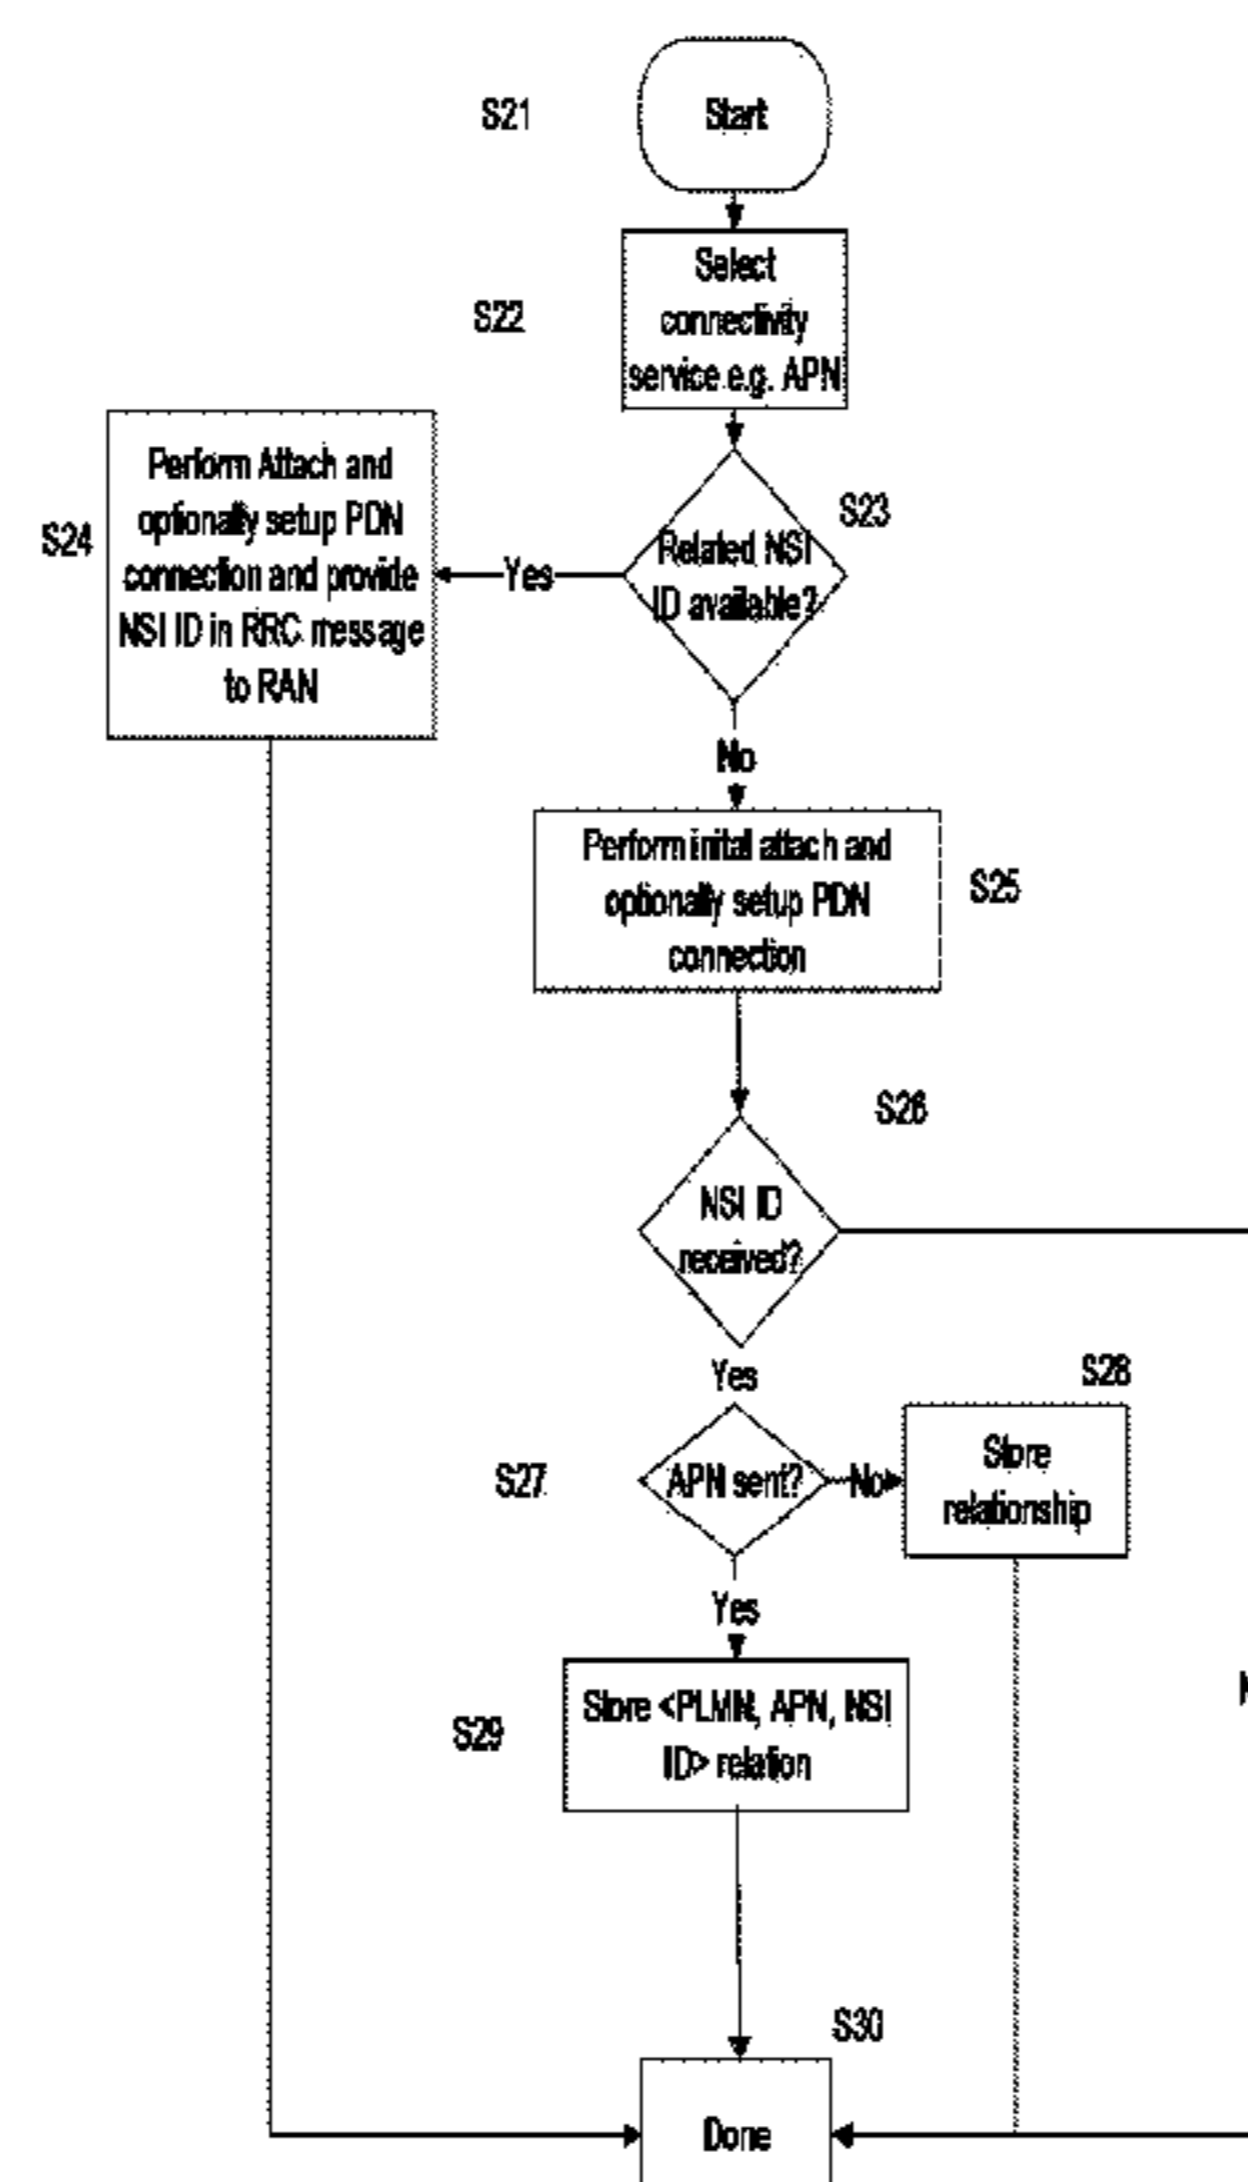 S21
Start
S22
Select
connectivity
service e.g. APN
S23
Related NSI
ID available?
Yes
S24
Perform Attach and
optionally setup PDN
connection and provide
NSI ID in RRC message
to RAN
No
Perform inital attach and
optionally setup PDN
connection
S25
S26
NSI ID
received?
Yes
S27
APN sent?
No
S28
Store
relationship
Yes
S29
Store <PLMN, APN, NSI
ID> relation
S30
Done